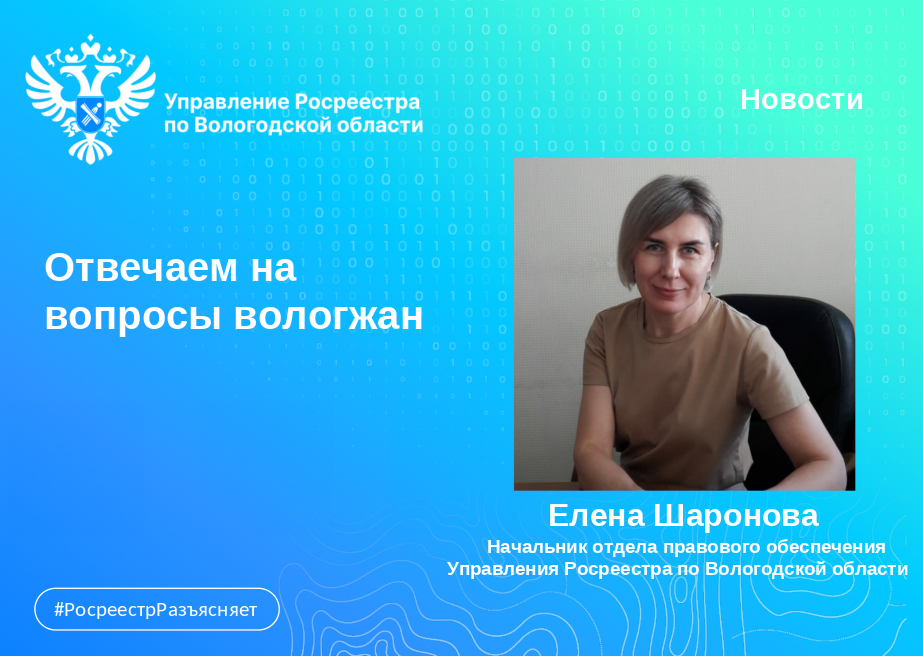 Управление Росреестра
по Вологодской области
Новости
Отвечаем на
вопросы вологжан
Елена Шаронова
Начальник отдела правового обеспечения
Управления Росреестра по Вологодской области
#РосреестрРазъясняет